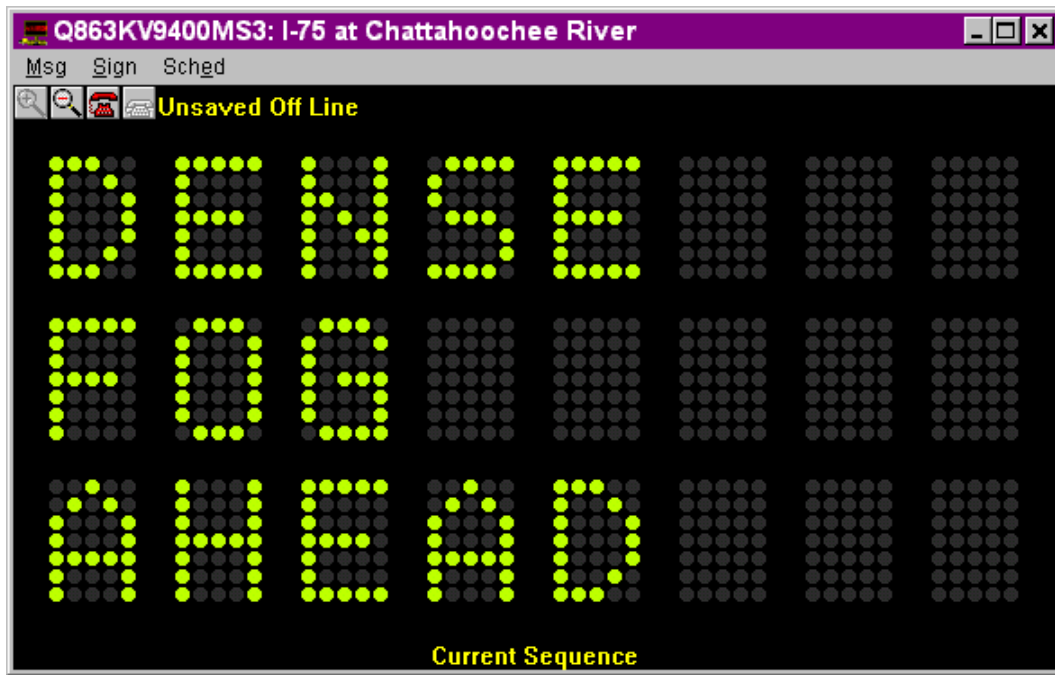 Q863KV9400MS3: I-75 at Chattahoochee River
Msg Sign Sched
Unsaved Off Line
DENSE
FOG
AHEAD
Current Sequence